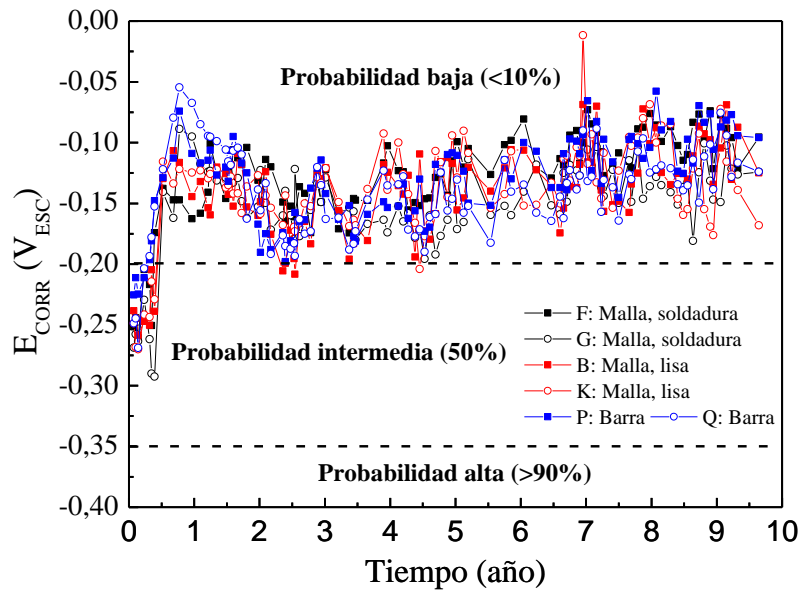 0,00
-0,05
-0,10
-0,15
-0,20
-0,25
-0,30
-0,35
-0,40
E_CORR (V_ESC)
Probabilidad baja (<10%)
Probabilidad intermedia (50%)
Probabilidad alta (>90%)
F: Malla, soldadura
G: Malla, soldadura
B: Malla, lisa
K: Malla, lisa
P: Barra Q: Barra
0 1 2 3 4 5 6 7 8 9 10
Tiempo (año)